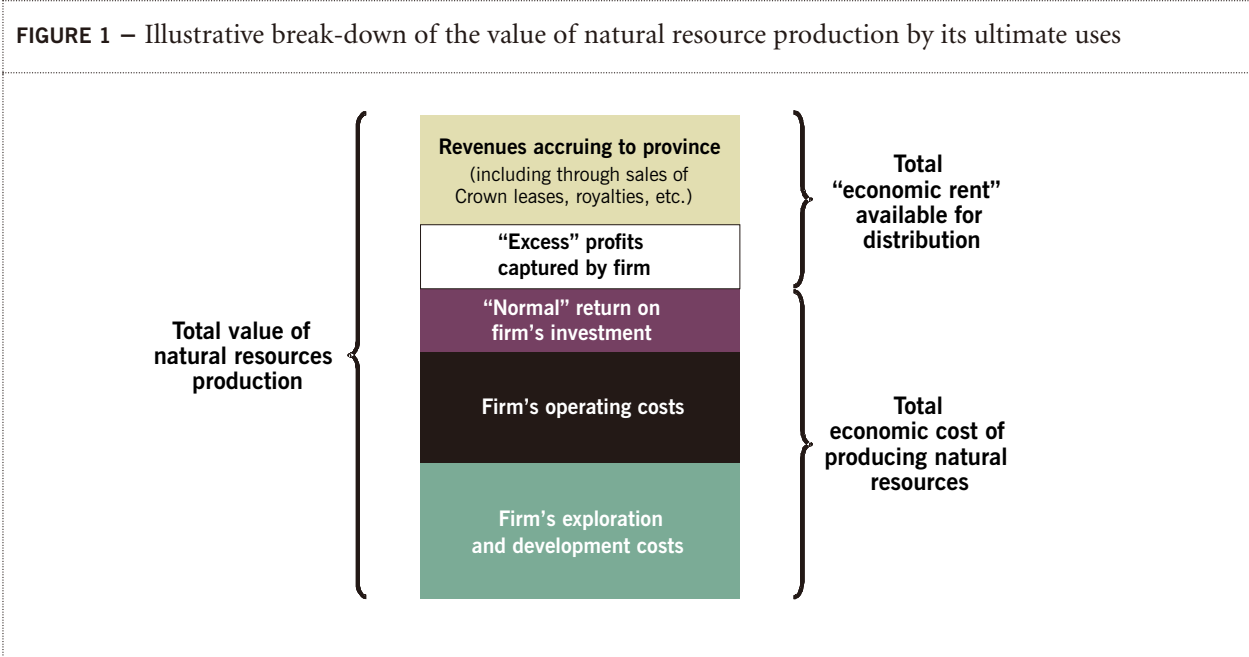 FIGURE 1 – Illustrative break-down of the value of natural resource production by its ultimate uses
Revenues accruing to province
(including through sales of
Crown leases, royalties, etc.)
“Excess” profits
captured by firm
“Normal” return on
firm’s investment
Firm’s operating costs
Firm’s exploration
and development costs
Total value of
natural resources
production
Total
“economic rent”
available for
distribution
Total
economic cost of
producing natural
resources